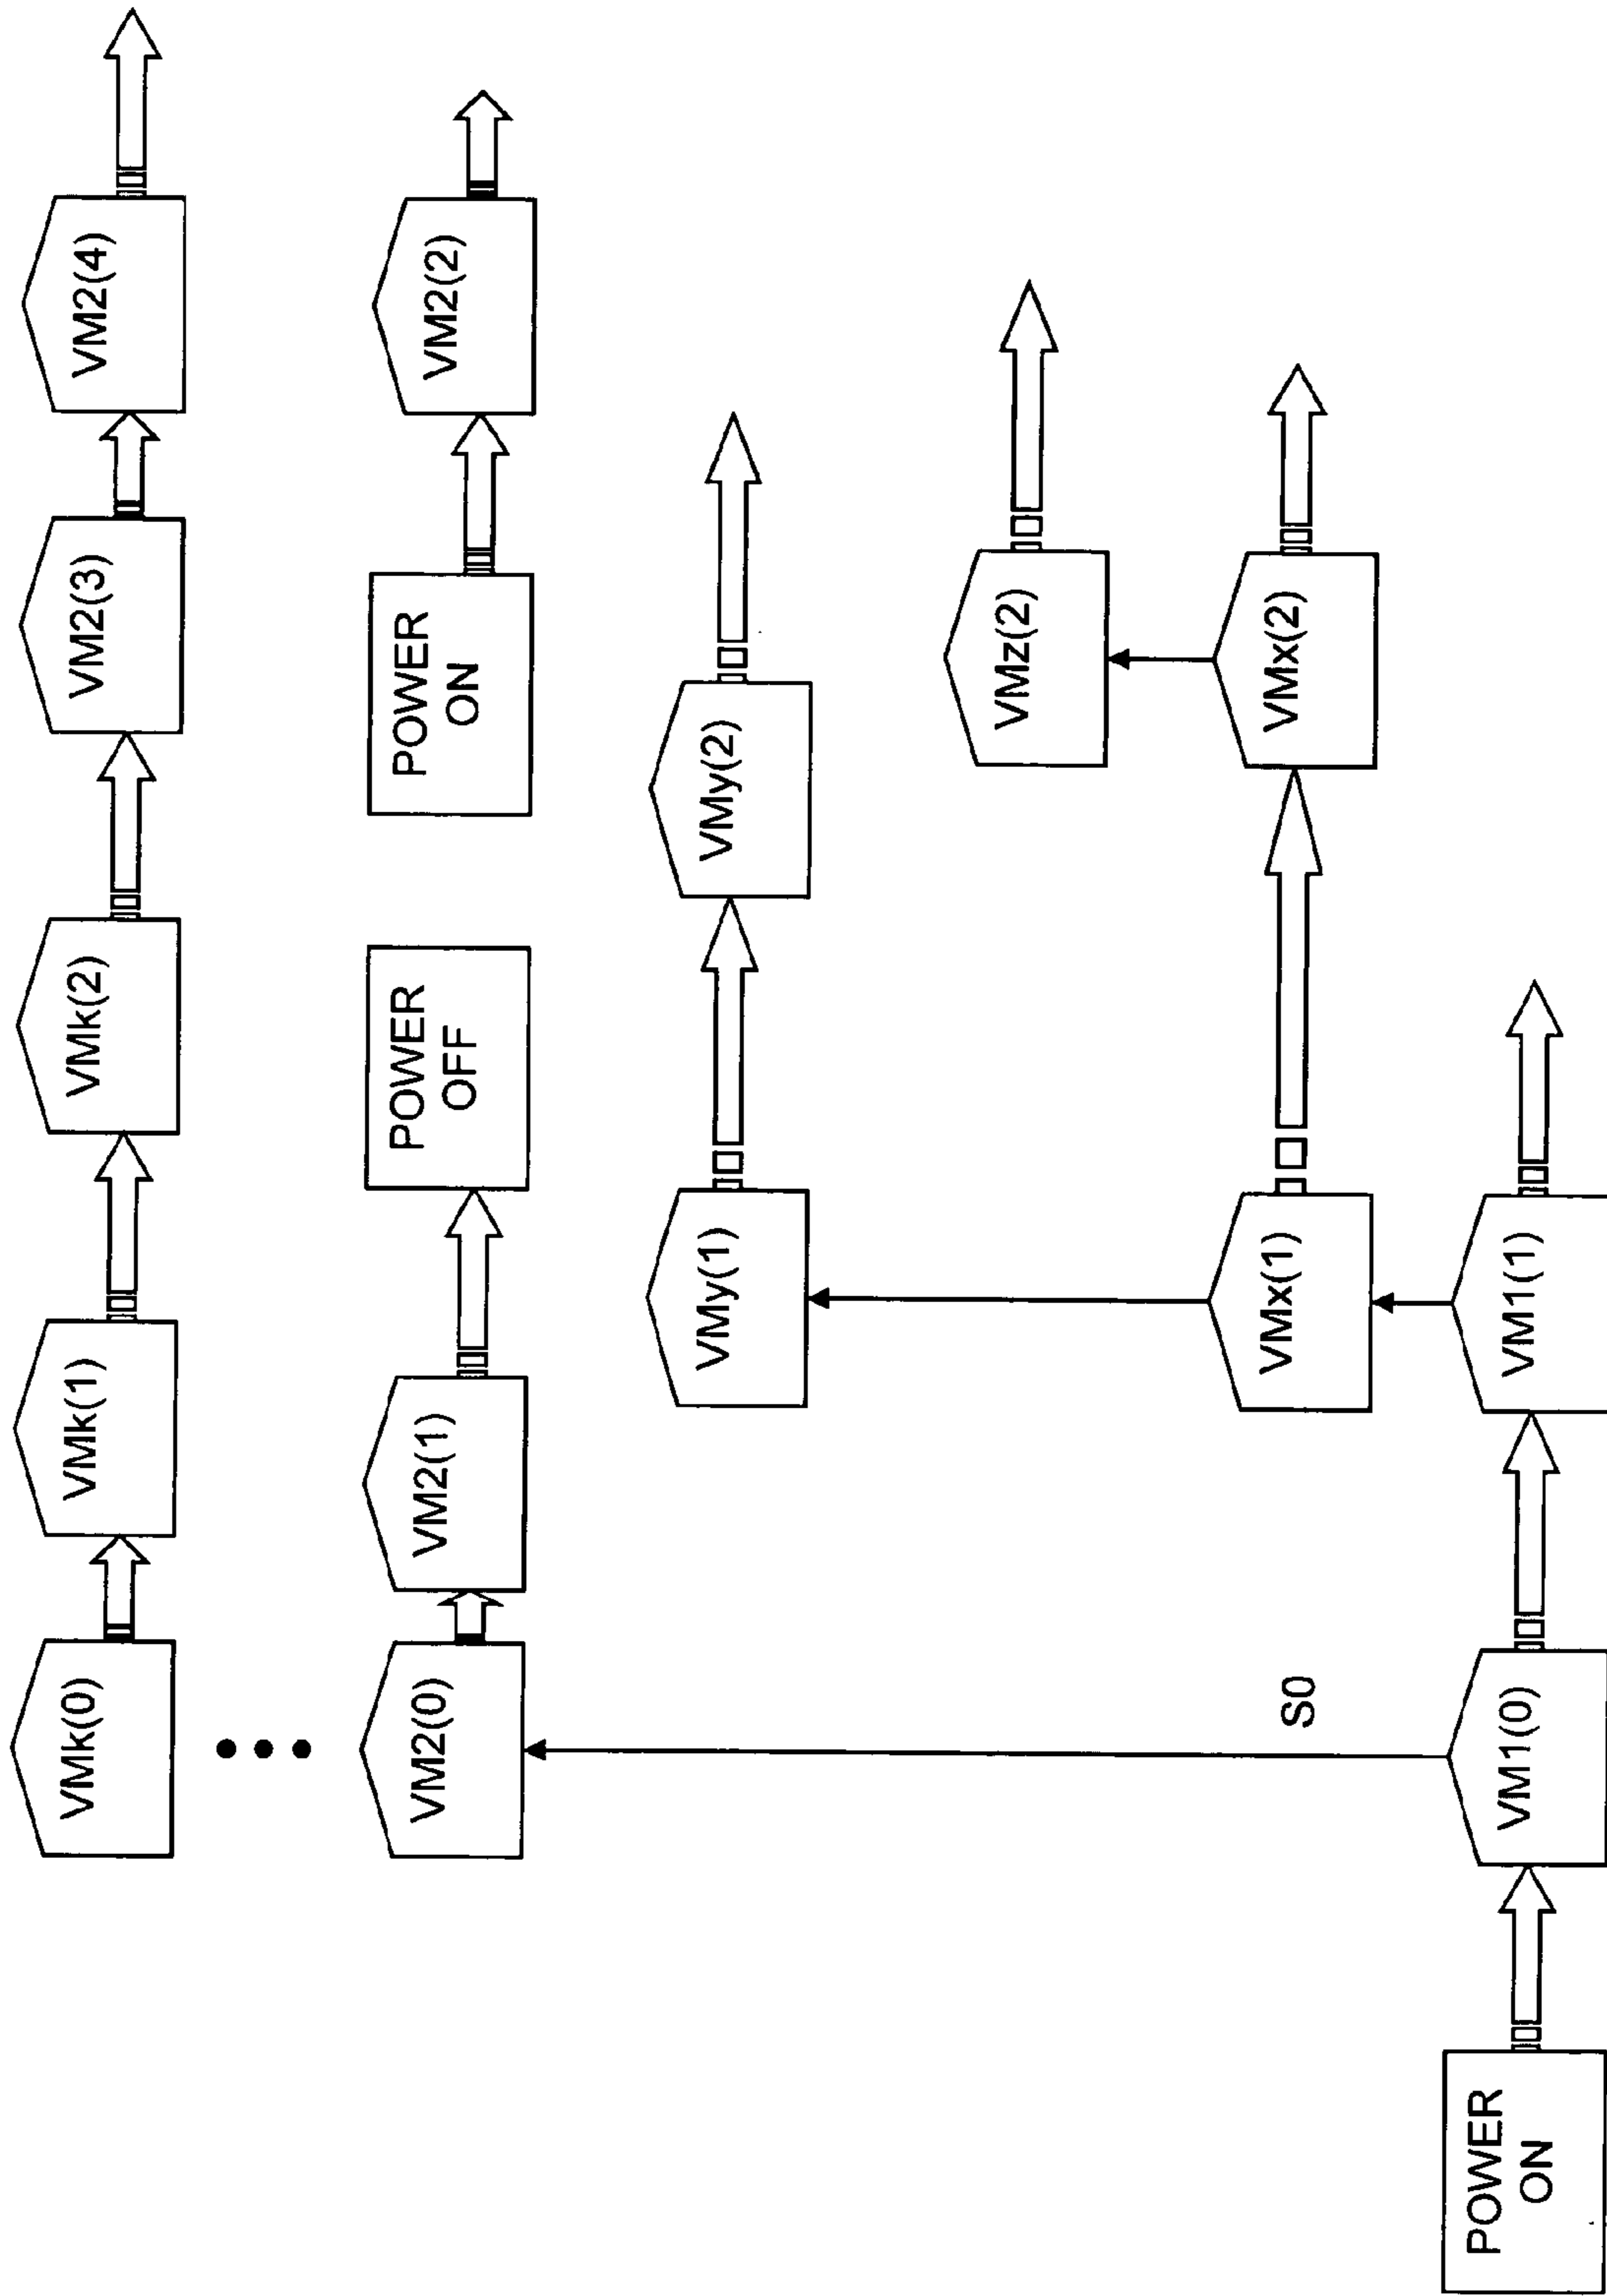 VMk(0)
VMk(1)
VMk(2)
VM2(3)
VM2(4)
VM2(0)
VM2(1)
POWER
OFF
POWER
ON
VM2(2)
VMy(1)
VMy(2)
VMz(2)
S0
VMx(1)
VMx(2)
POWER
ON
VM1(0)
VM1(1)